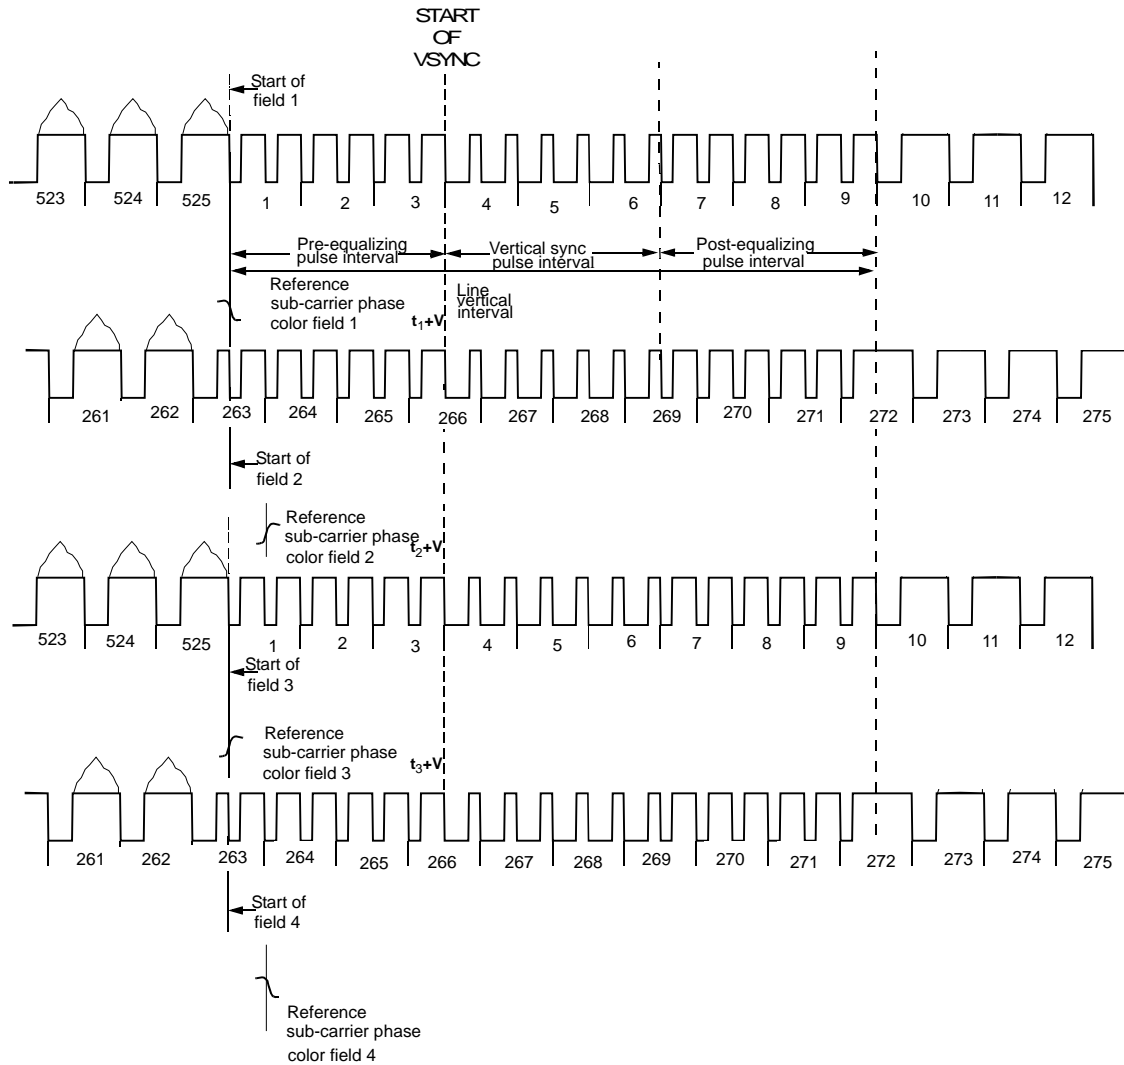 START
OF
VSYNC
Start of
field 1
523 524 525 1 2 3 4 5 6 7 8 9 10 11 12
Pre-equalizing
pulse interval
Vertical sync
pulse interval
Post-equalizing
pulse interval
Reference
sub-carrier phase
color field 1
t1+V
Line
vertical
interval
261 262 263 264 265 266 267 268 269 270 271 272 273 274 275
Start of
field 2
Reference
sub-carrier phase
color field 2
t2+V
523 524 525 1 2 3 4 5 6 7 8 9 10 11 12
Start of
field 3
Reference
sub-carrier phase
color field 3
t3+V
261 262 263 264 265 266 267 268 269 270 271 272 273 274 275
Start of
field 4
Reference
sub-carrier phase
color field 4